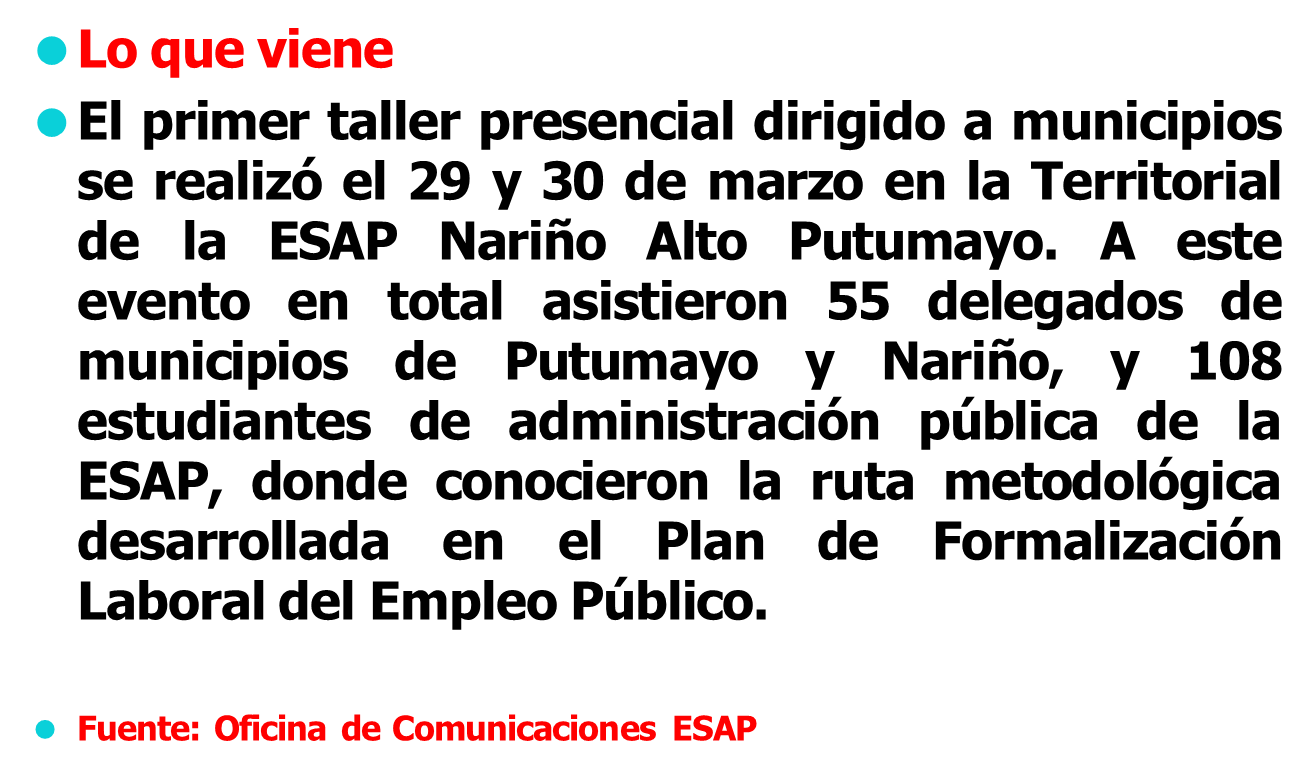 Lo que viene
El primer taller presencial dirigido a municipios
se realizó el 29 y 30 de marzo en la Territorial
de la ESAP Nariño Alto Putumayo. A este
evento en total asistieron 55 delegados de
municipios de Putumayo y Nariño, y 108
estudiantes de administración pública de la
ESAP, donde conocieron la ruta metodológica
desarrollada en el Plan de Formalización
Laboral del Empleo Público.
Fuente: Oficina de Comunicaciones ESAP